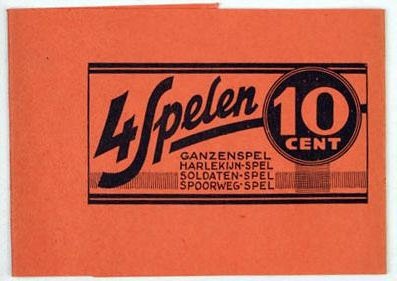 4 Spelen
10
CENT
GANZENSPEL
HARLEKIJN-SPEL
SOLDATEN-SPEL
SPOORWEG-SPEL